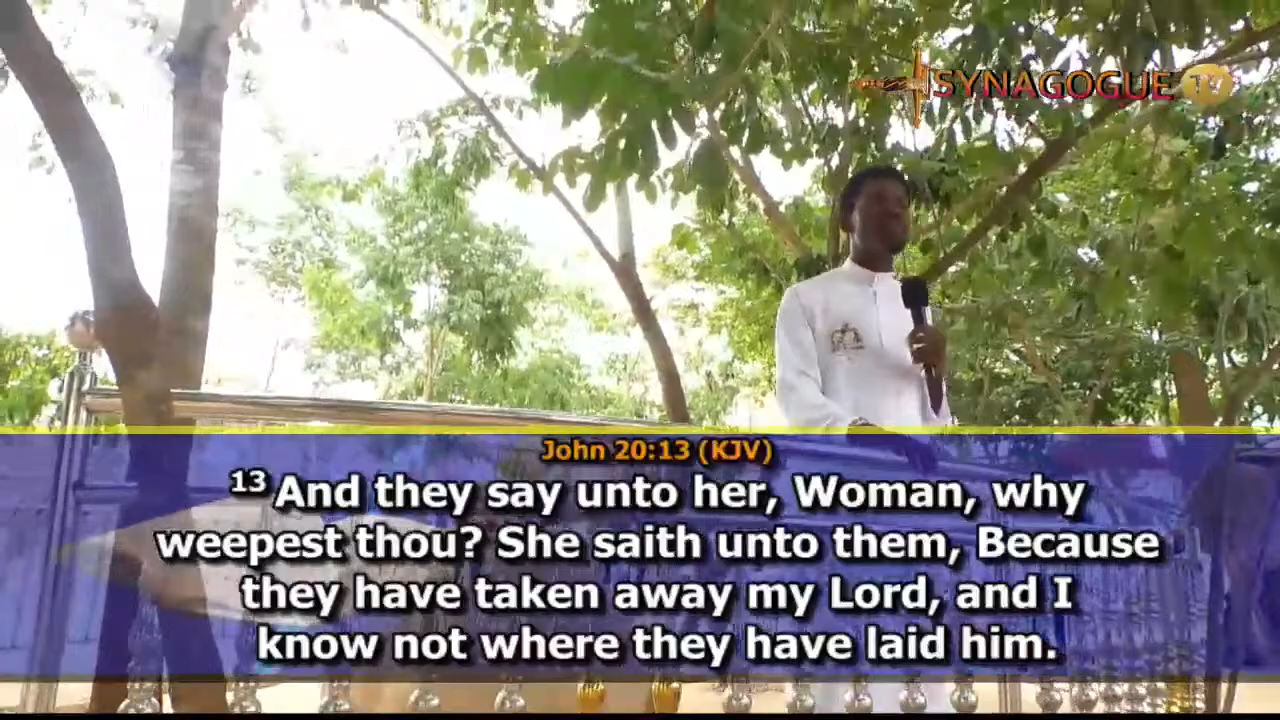 SYNAGOGUE TV
John 20:13 (KJV)
13 And they say unto her, Woman, why
weepest thou? She saith unto them, Because
they have taken away my Lord, and I
know not where they have laid him.